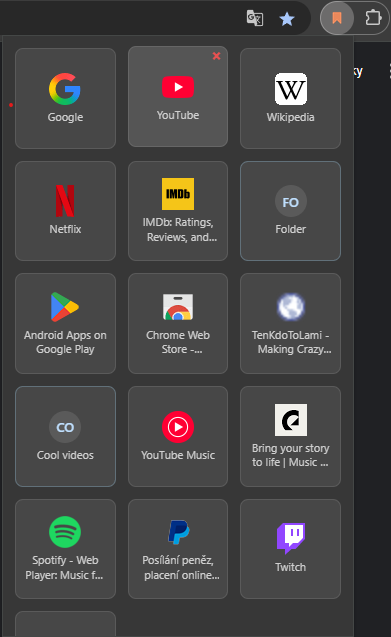 ky
Google
YouTube
W
Wikipedia
Netflix
IMDb
IMDb: Ratings,
Reviews, and...
FO
Folder
Android Apps on
Google Play
Chrome Web
Store -...
TenKdoToLami -
Making Crazy...
CO
Cool videos
YouTube Music
Bring your story
to life | Music ...
Spotify - Web
Player: Music f...
Posílání peněz,
placení online...
Twitch